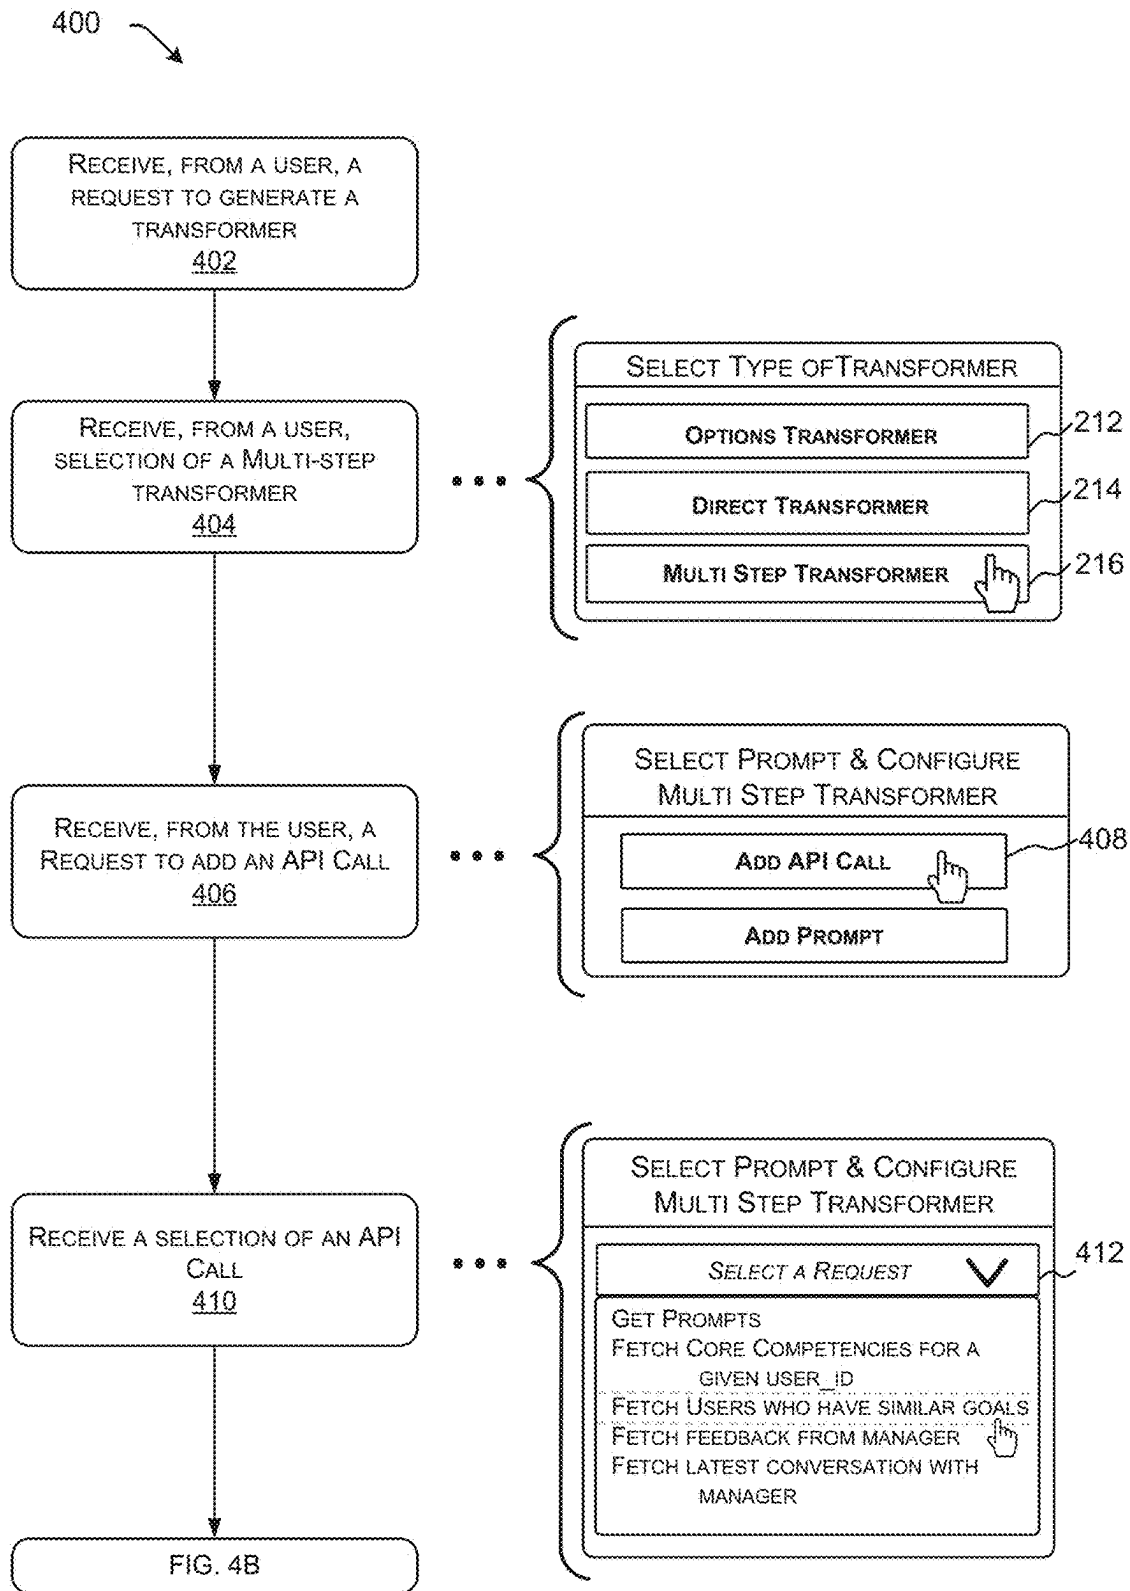 400
RECEIVE, FROM A USER, A
REQUEST TO GENERATE A
TRANSFORMER
402
RECEIVE, FROM A USER,
SELECTION OF A MULTI-STEP
TRANSFORMER
404
SELECT TYPE OFTRANSFORMER
OPTIONS TRANSFORMER
212
DIRECT TRANSFORMER
214
MULTI STEP TRANSFORMER
216
RECEIVE, FROM THE USER, A
REQUEST TO ADD AN API CALL
406
SELECT PROMPT & CONFIGURE
MULTI STEP TRANSFORMER
ADD API CALL
408
ADD PROMPT
RECEIVE A SELECTION OF AN API
CALL
410
SELECT PROMPT & CONFIGURE
MULTI STEP TRANSFORMER
SELECT A REQUEST
412
GET PROMPTS
FETCH CORE COMPETENCIES FOR A
GIVEN USER_ID
FETCH USERS WHO HAVE SIMILAR GOALS
FETCH FEEDBACK FROM MANAGER
FETCH LATEST CONVERSATION WITH
MANAGER
FIG. 4B